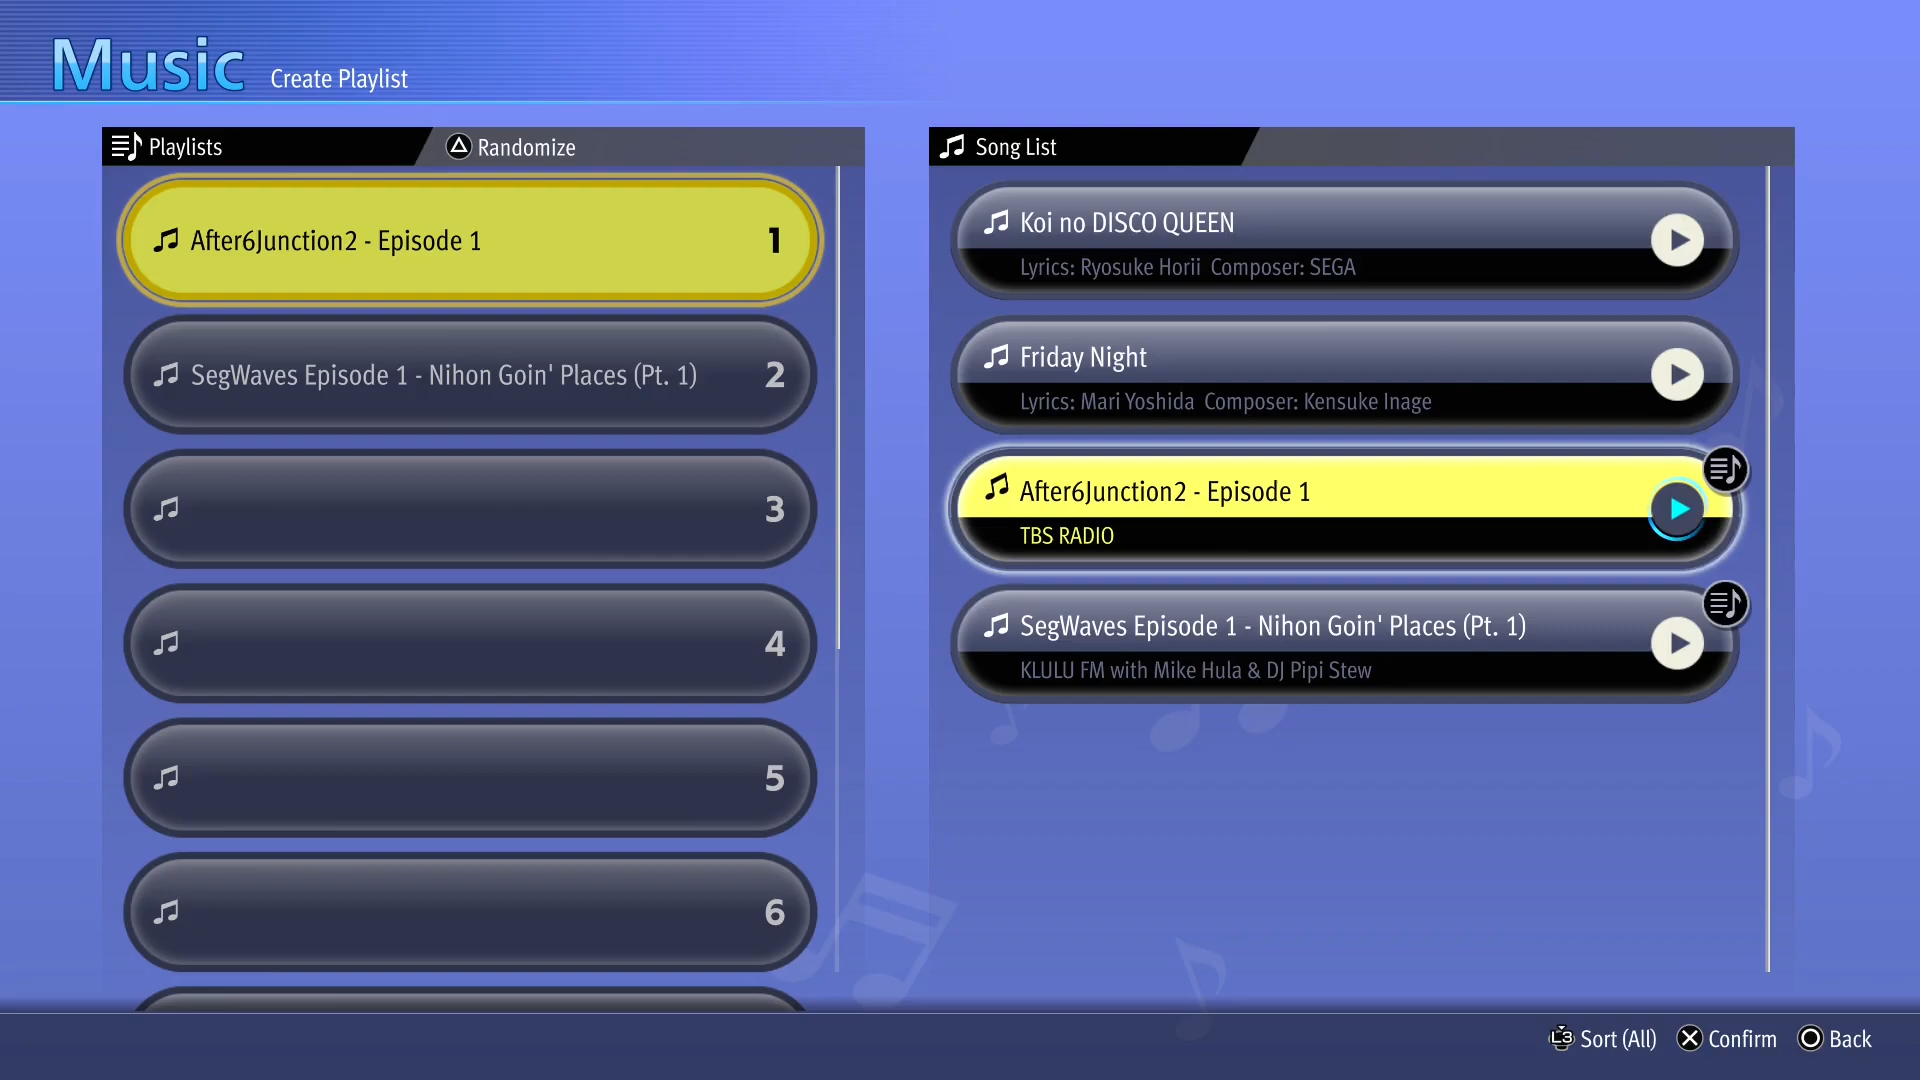 Music Create Playlist
Playlists
Randomize
After6Junction2 - Episode 1 1
SegWaves Episode 1 - Nihon Goin' Places (Pt. 1) 2
3
4
5
6
Song List
Koi no DISCO QUEEN
Lyrics: Ryosuke Horii Composer: SEGA
Friday Night
Lyrics: Mari Yoshida Composer: Kensuke Inage
After6Junction2 - Episode 1
TBS RADIO
SegWaves Episode 1 - Nihon Goin' Places (Pt. 1)
KLULU FM with Mike Hula & DJ Pipi Stew
L3 Sort (All) Confirm Back